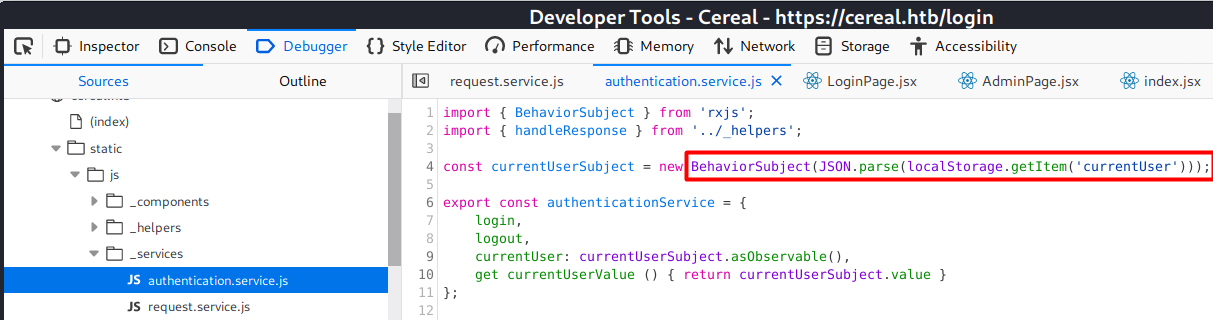 Developer Tools - Cereal - https://cereal.htb/login
Inspector Console Debugger Style Editor Performance Memory Network Storage Accessibility
Sources Outline
request.service.js authentication.service.js LoginPage.jsx AdminPage.jsx index.jsx
(index)
static
js
_components
_helpers
_services
JS authentication.service.js
JS request.service.js
1 import { BehaviorSubject } from 'rxjs';
2 import { handleResponse } from '../_helpers';
3
4 const currentUserSubject = new BehaviorSubject(JSON.parse(localStorage.getItem('currentUser')));
5
6 export const authenticationService = {
7 login,
8 logout,
9 currentUser: currentUserSubject.asObservable(),
10 get currentUserValue () { return currentUserSubject.value }
11 };
12